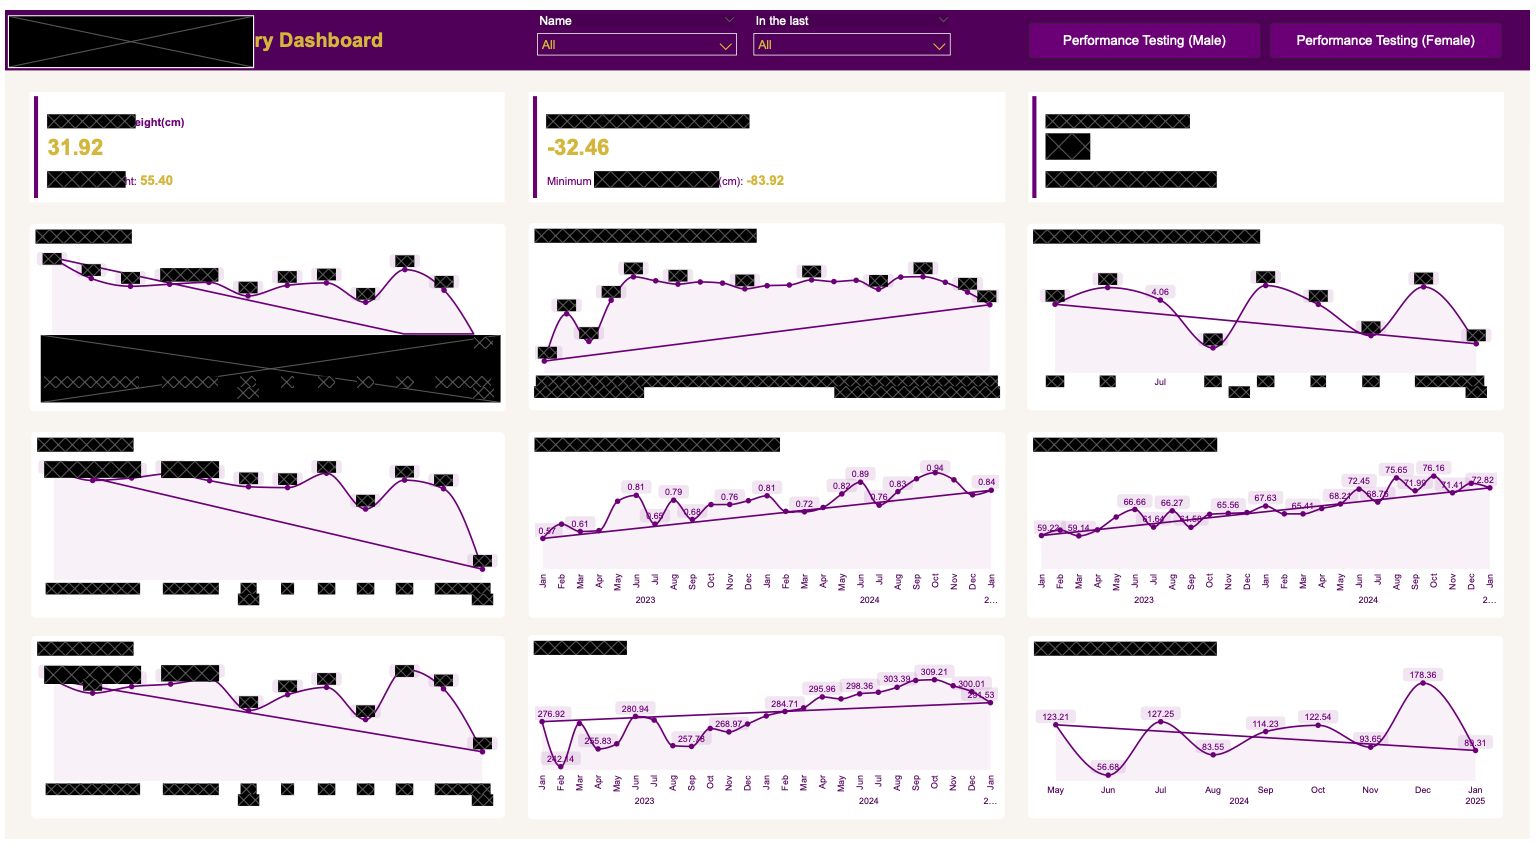 ry Dashboard
Name
All
In the last
All
Performance Testing (Male)
Performance Testing (Female)
eight(cm)
31.92
ht: 55.40
-32.46
Minimum (cm): -83.92
4.06
Jul
0.57 0.61 0.81 0.65 0.79 0.68 0.76 0.81 0.72 0.82 0.89 0.76 0.83 0.94 0.84
Jan Feb Mar Apr May Jun Jul Aug Sep Oct Nov Dec Jan Feb Mar Apr May Jun Jul Aug Sep Oct Nov Dec Jan
2023 2024 2...
59.22 59.14 66.66 61.64 66.27 61.59 65.56 67.63 65.41 68.21 72.45 68.75 75.65 71.99 76.16 71.41 72.82
Jan Feb Mar Apr May Jun Jul Aug Sep Oct Nov Dec Jan Feb Mar Apr May Jun Jul Aug Sep Oct Nov Dec Jan
2023 2024 2...
276.92 242.14 255.83 280.94 257.78 268.97 284.71 295.96 298.36 303.39 309.21 300.01 291.53
Jan Feb Mar Apr May Jun Jul Aug Sep Oct Nov Dec Jan Feb Mar Apr May Jun Jul Aug Sep Oct Nov Dec Jan
2023 2024 2...
123.21 56.68 127.25 83.55 114.23 122.54 93.65 178.36 89.31
May Jun Jul Aug Sep Oct Nov Dec Jan
2024 2025